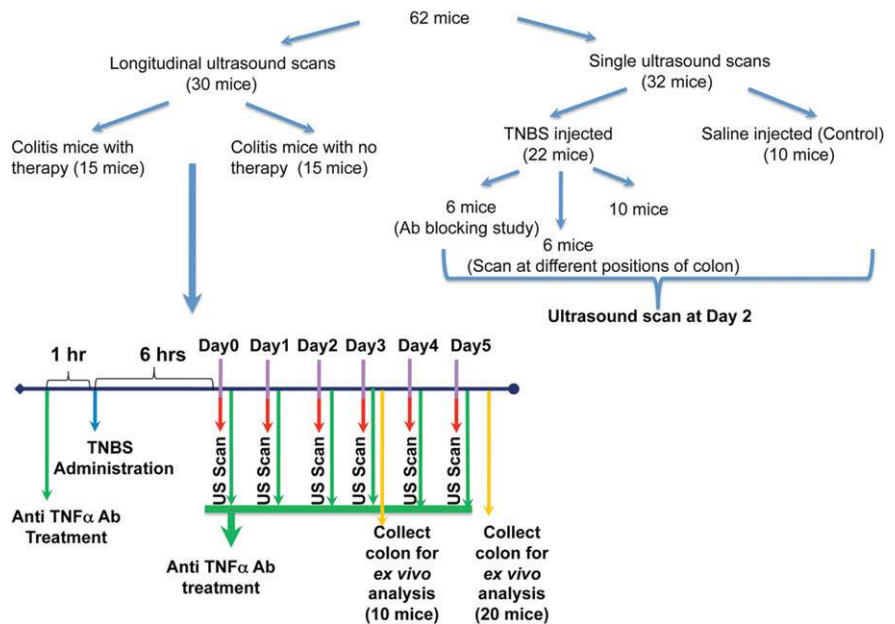 62 mice
Longitudinal ultrasound scans
(30 mice)
Single ultrasound scans
(32 mice)
Colitis mice with
therapy (15 mice)
Colitis mice with no
therapy (15 mice)
TNBS injected
(22 mice)
Saline injected (Control)
(10 mice)
6 mice
(Ab blocking study)
6 mice
(Scan at different positions of colon)
10 mice
Ultrasound scan at Day 2
1 hr
6 hrs
Day0
Day1
Day2
Day3
Day4
Day5
TNBS
Administration
US Scan
US Scan
US Scan
US Scan
US Scan
US Scan
Anti TNFα Ab
Treatment
Anti TNFα Ab
treatment
Collect
colon for
ex vivo
analysis
(10 mice)
Collect
colon for
ex vivo
analysis
(20 mice)